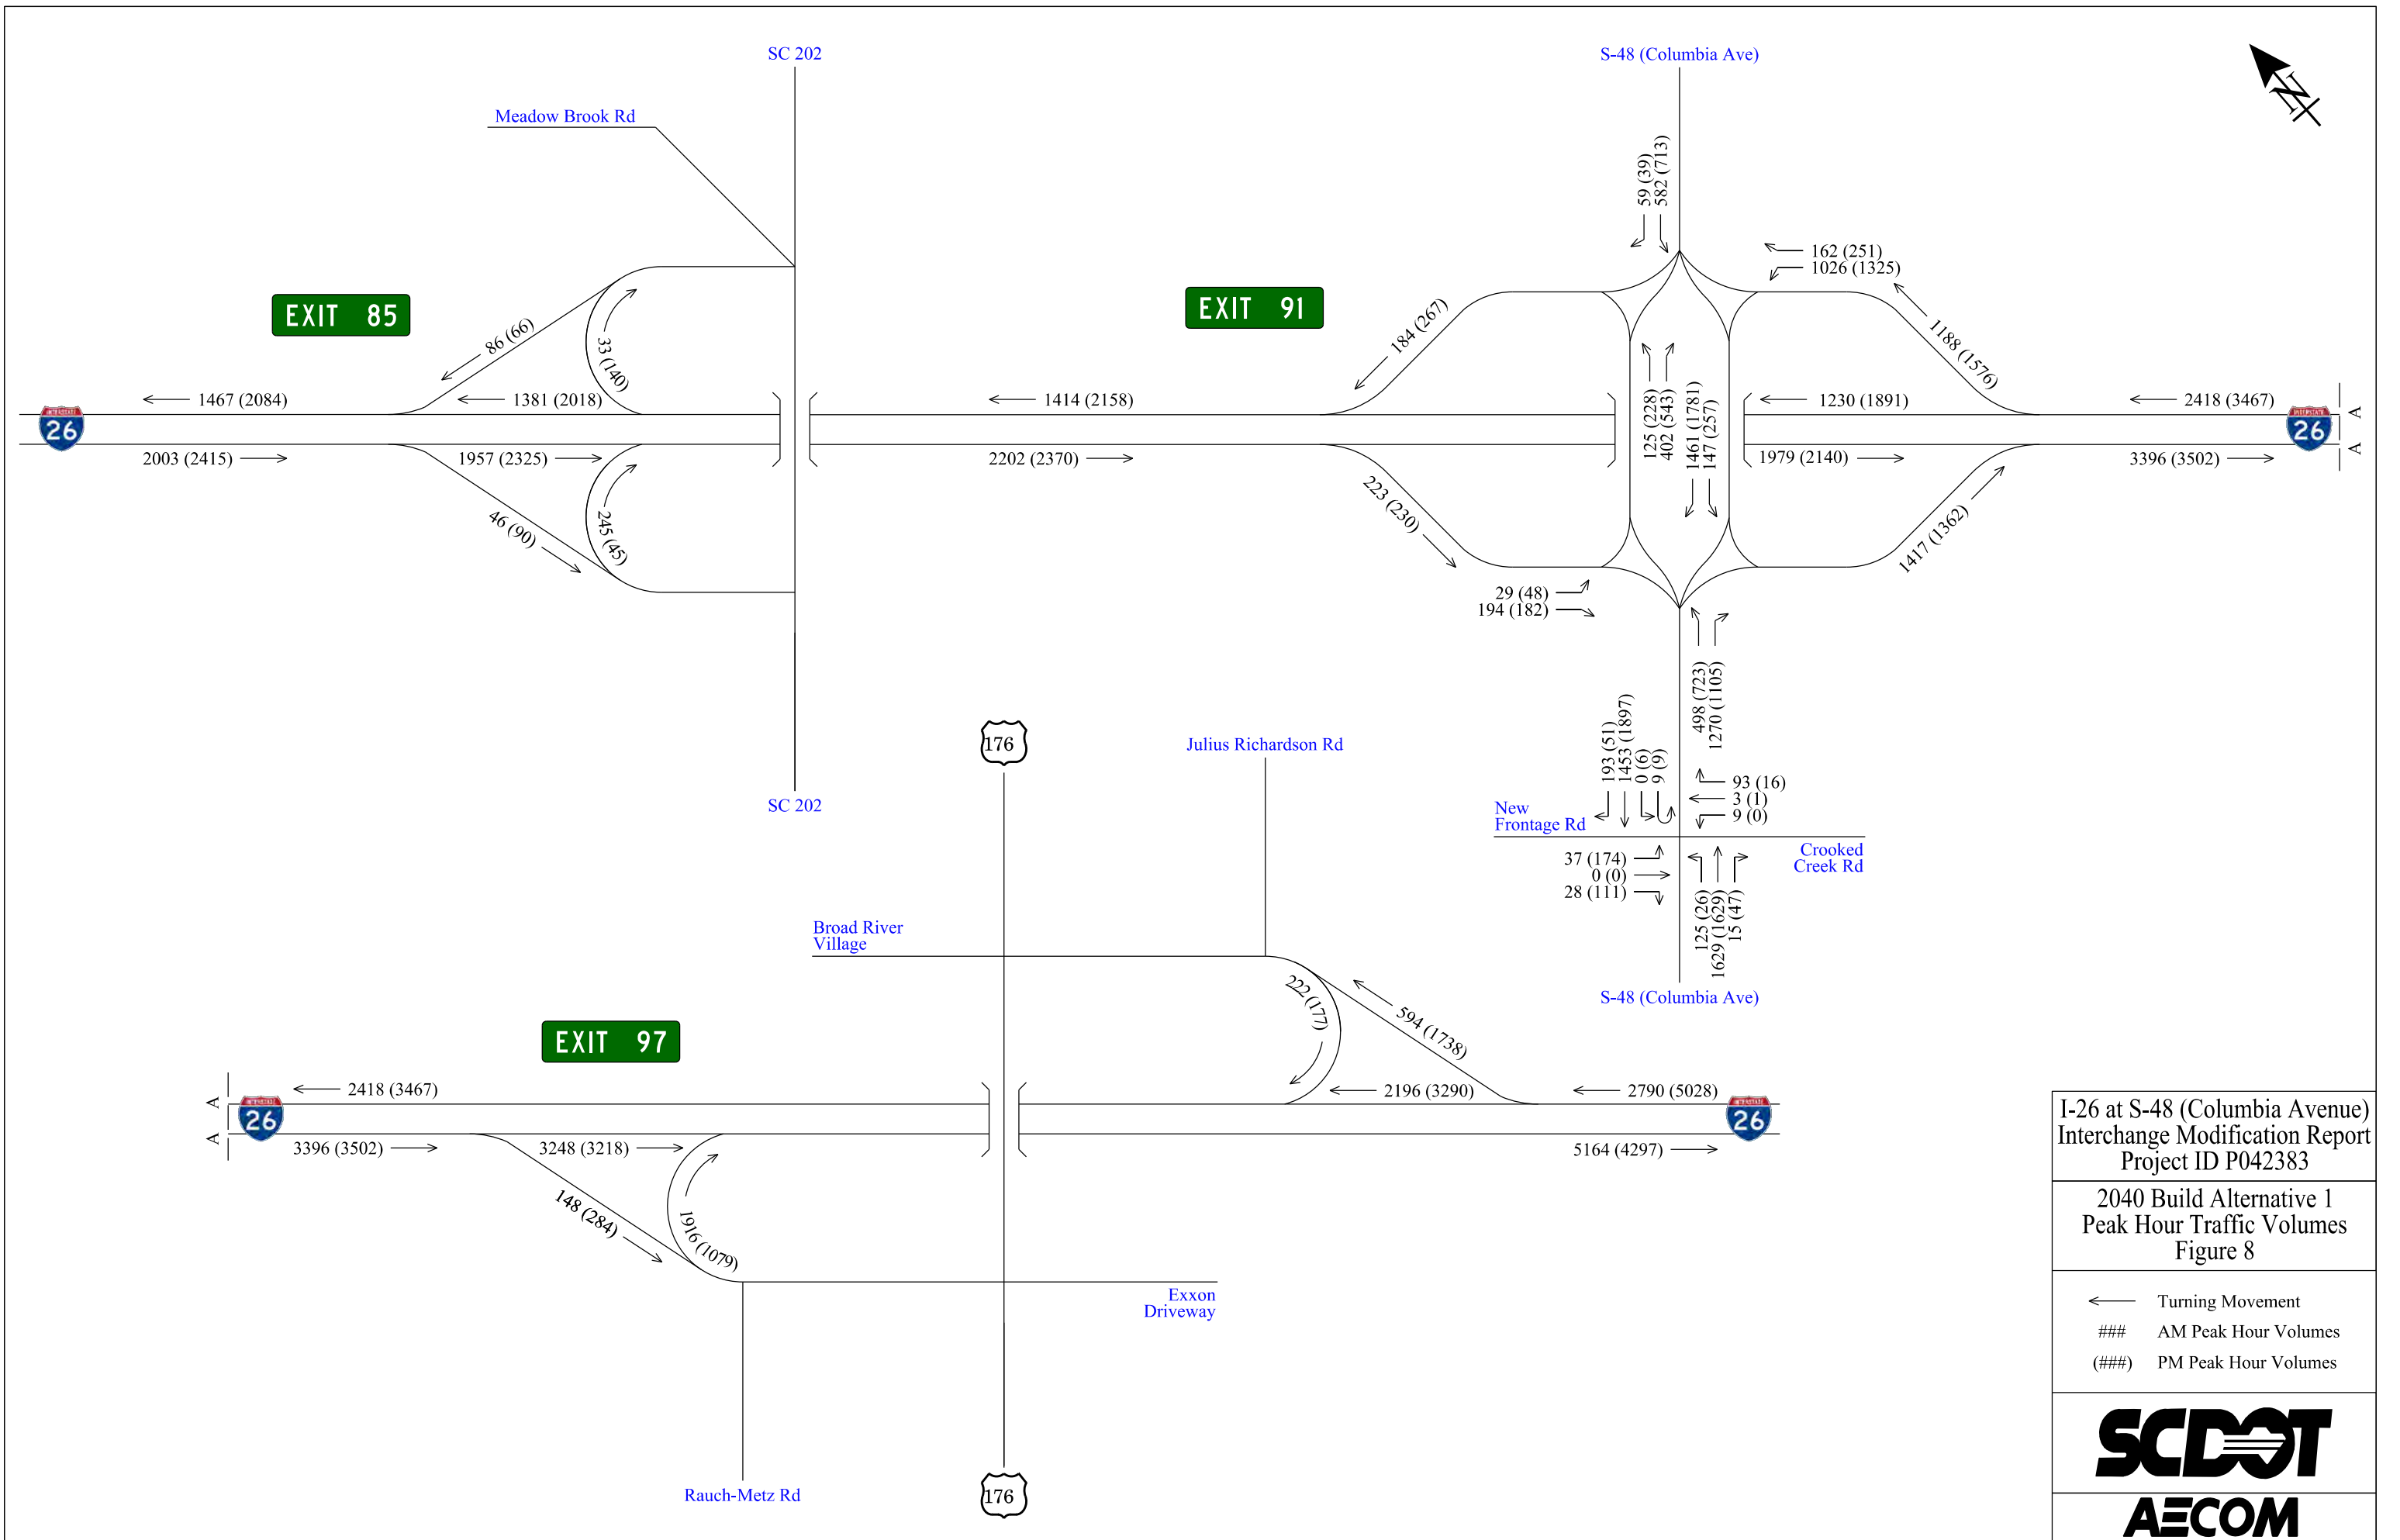 SC 202
S-48 (Columbia Ave)
N
Meadow Brook Rd
59 (39)
582 (713)
EXIT 85
EXIT 91
162 (251)
1026 (1325)
86 (66)
33 (140)
184 (267)
1188 (1576)
1467 (2084)
1381 (2018)
1414 (2158)
125 (228)
402 (543)
1461 (1781)
147 (257)
1230 (1891)
2418 (3467)
A
INTERSTATE
26
INTERSTATE
26
2003 (2415)
1957 (2325)
2202 (2370)
1979 (2140)
3396 (3502)
A
46 (90)
245 (45)
223 (230)
1417 (1362)
29 (48)
194 (182)
498 (723)
1270 (1105)
SC 202
176
Julius Richardson Rd
193 (51)
1453 (1897)
0 (6)
9 (9)
93 (16)
3 (1)
9 (0)
New
Frontage Rd
Crooked
Creek Rd
37 (174)
0 (0)
28 (111)
125 (26)
1629 (1629)
15 (47)
S-48 (Columbia Ave)
Broad River
Village
222 (177)
594 (1738)
EXIT 97
2418 (3467)
2196 (3290)
2790 (5028)
A
INTERSTATE
26
INTERSTATE
26
A
3396 (3502)
3248 (3218)
5164 (4297)
148 (284)
1916 (1079)
Exxon
Driveway
Rauch-Metz Rd
176
I-26 at S-48 (Columbia Avenue)
Interchange Modification Report
Project ID P042383
2040 Build Alternative 1
Peak Hour Traffic Volumes
Figure 8
Turning Movement
### AM Peak Hour Volumes
(###) PM Peak Hour Volumes
SCDOT
AECOM